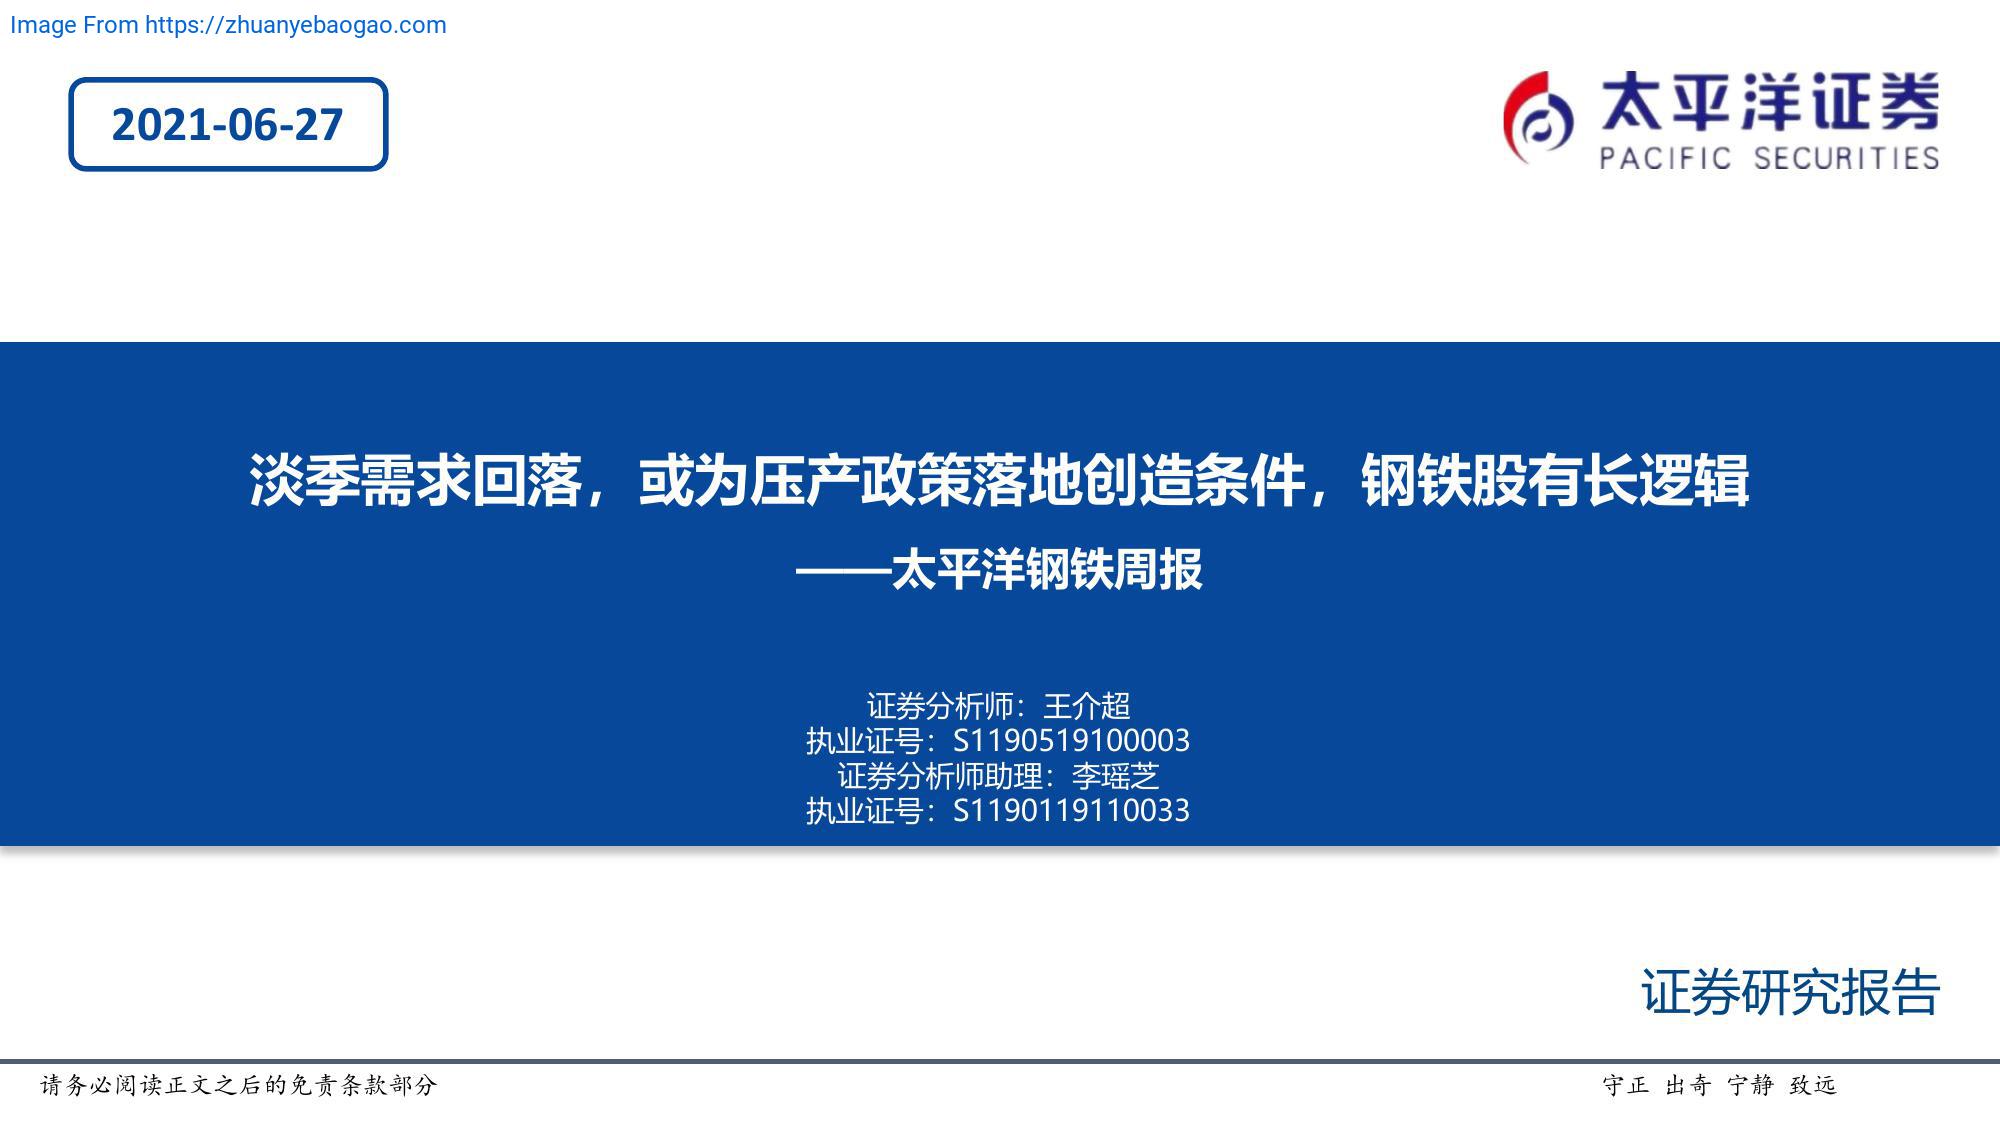 Image From https://zhuanyebaogao.com
2021-06-27
太平洋证券
PACIFIC SECURITIES
淡季需求回落，或为压产政策落地创造条件，钢铁股有长逻辑
——太平洋钢铁周报
证券分析师：王介超
执业证号：S1190519100003
证券分析师助理：李瑶芝
执业证号：S1190119110033
证券研究报告
请务必阅读正文之后的免责条款部分
守正 出奇 宁静 致远